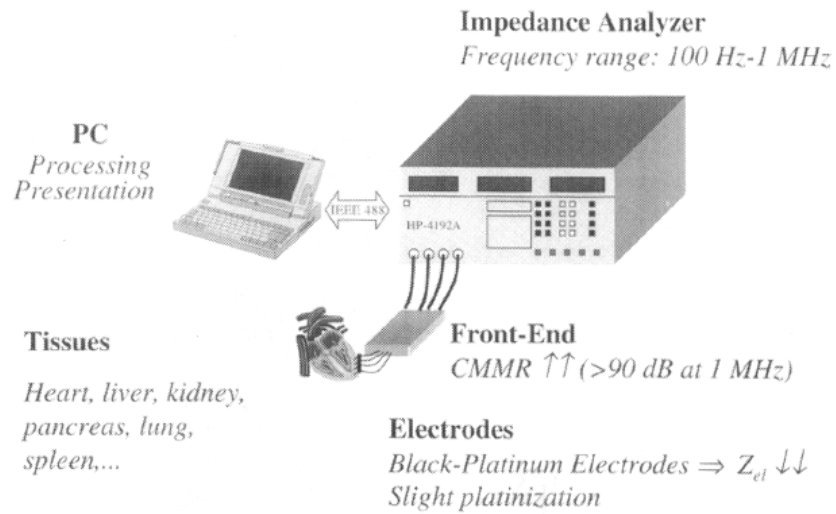 Impedance Analyzer
Frequency range: 100 Hz-1 MHz
PC
Processing
Presentation
IEEE 488
HP-4192A
Tissues
Heart, liver, kidney,
pancreas, lung,
spleen,...
Front-End
CMMR ↑↑ (>90 dB at 1 MHz)
Electrodes
Black-Platinum Electrodes ⇒ Zel ↓↓
Slight platinization